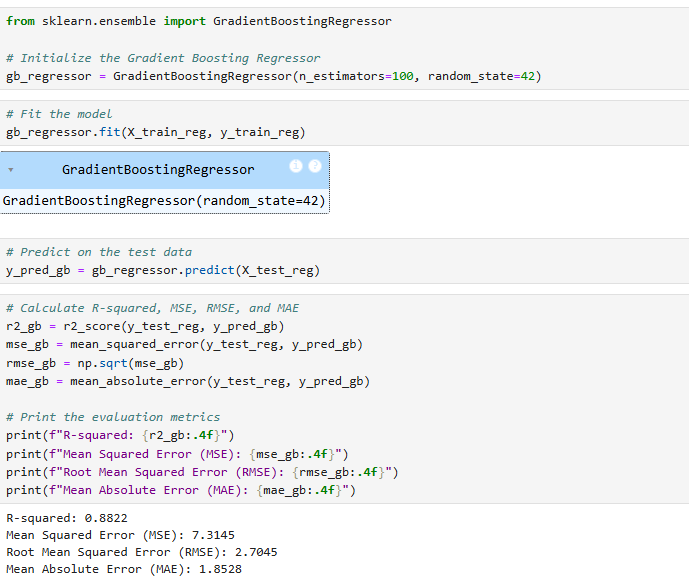 from sklearn.ensemble import GradientBoostingRegressor
# Initialize the Gradient Boosting Regressor
gb_regressor = GradientBoostingRegressor(n_estimators=100, random_state=42)
# Fit the model
gb_regressor.fit(X_train_reg, y_train_reg)
GradientBoostingRegressor i ?
GradientBoostingRegressor(random_state=42)
# Predict on the test data
y_pred_gb = gb_regressor.predict(X_test_reg)
# Calculate R-squared, MSE, RMSE, and MAE
r2_gb = r2_score(y_test_reg, y_pred_gb)
mse_gb = mean_squared_error(y_test_reg, y_pred_gb)
rmse_gb = np.sqrt(mse_gb)
mae_gb = mean_absolute_error(y_test_reg, y_pred_gb)
# Print the evaluation metrics
print(f"R-squared: {r2_gb:.4f}")
print(f"Mean Squared Error (MSE): {mse_gb:.4f}")
print(f"Root Mean Squared Error (RMSE): {rmse_gb:.4f}")
print(f"Mean Absolute Error (MAE): {mae_gb:.4f}")
R-squared: 0.8822
Mean Squared Error (MSE): 7.3145
Root Mean Squared Error (RMSE): 2.7045
Mean Absolute Error (MAE): 1.8528